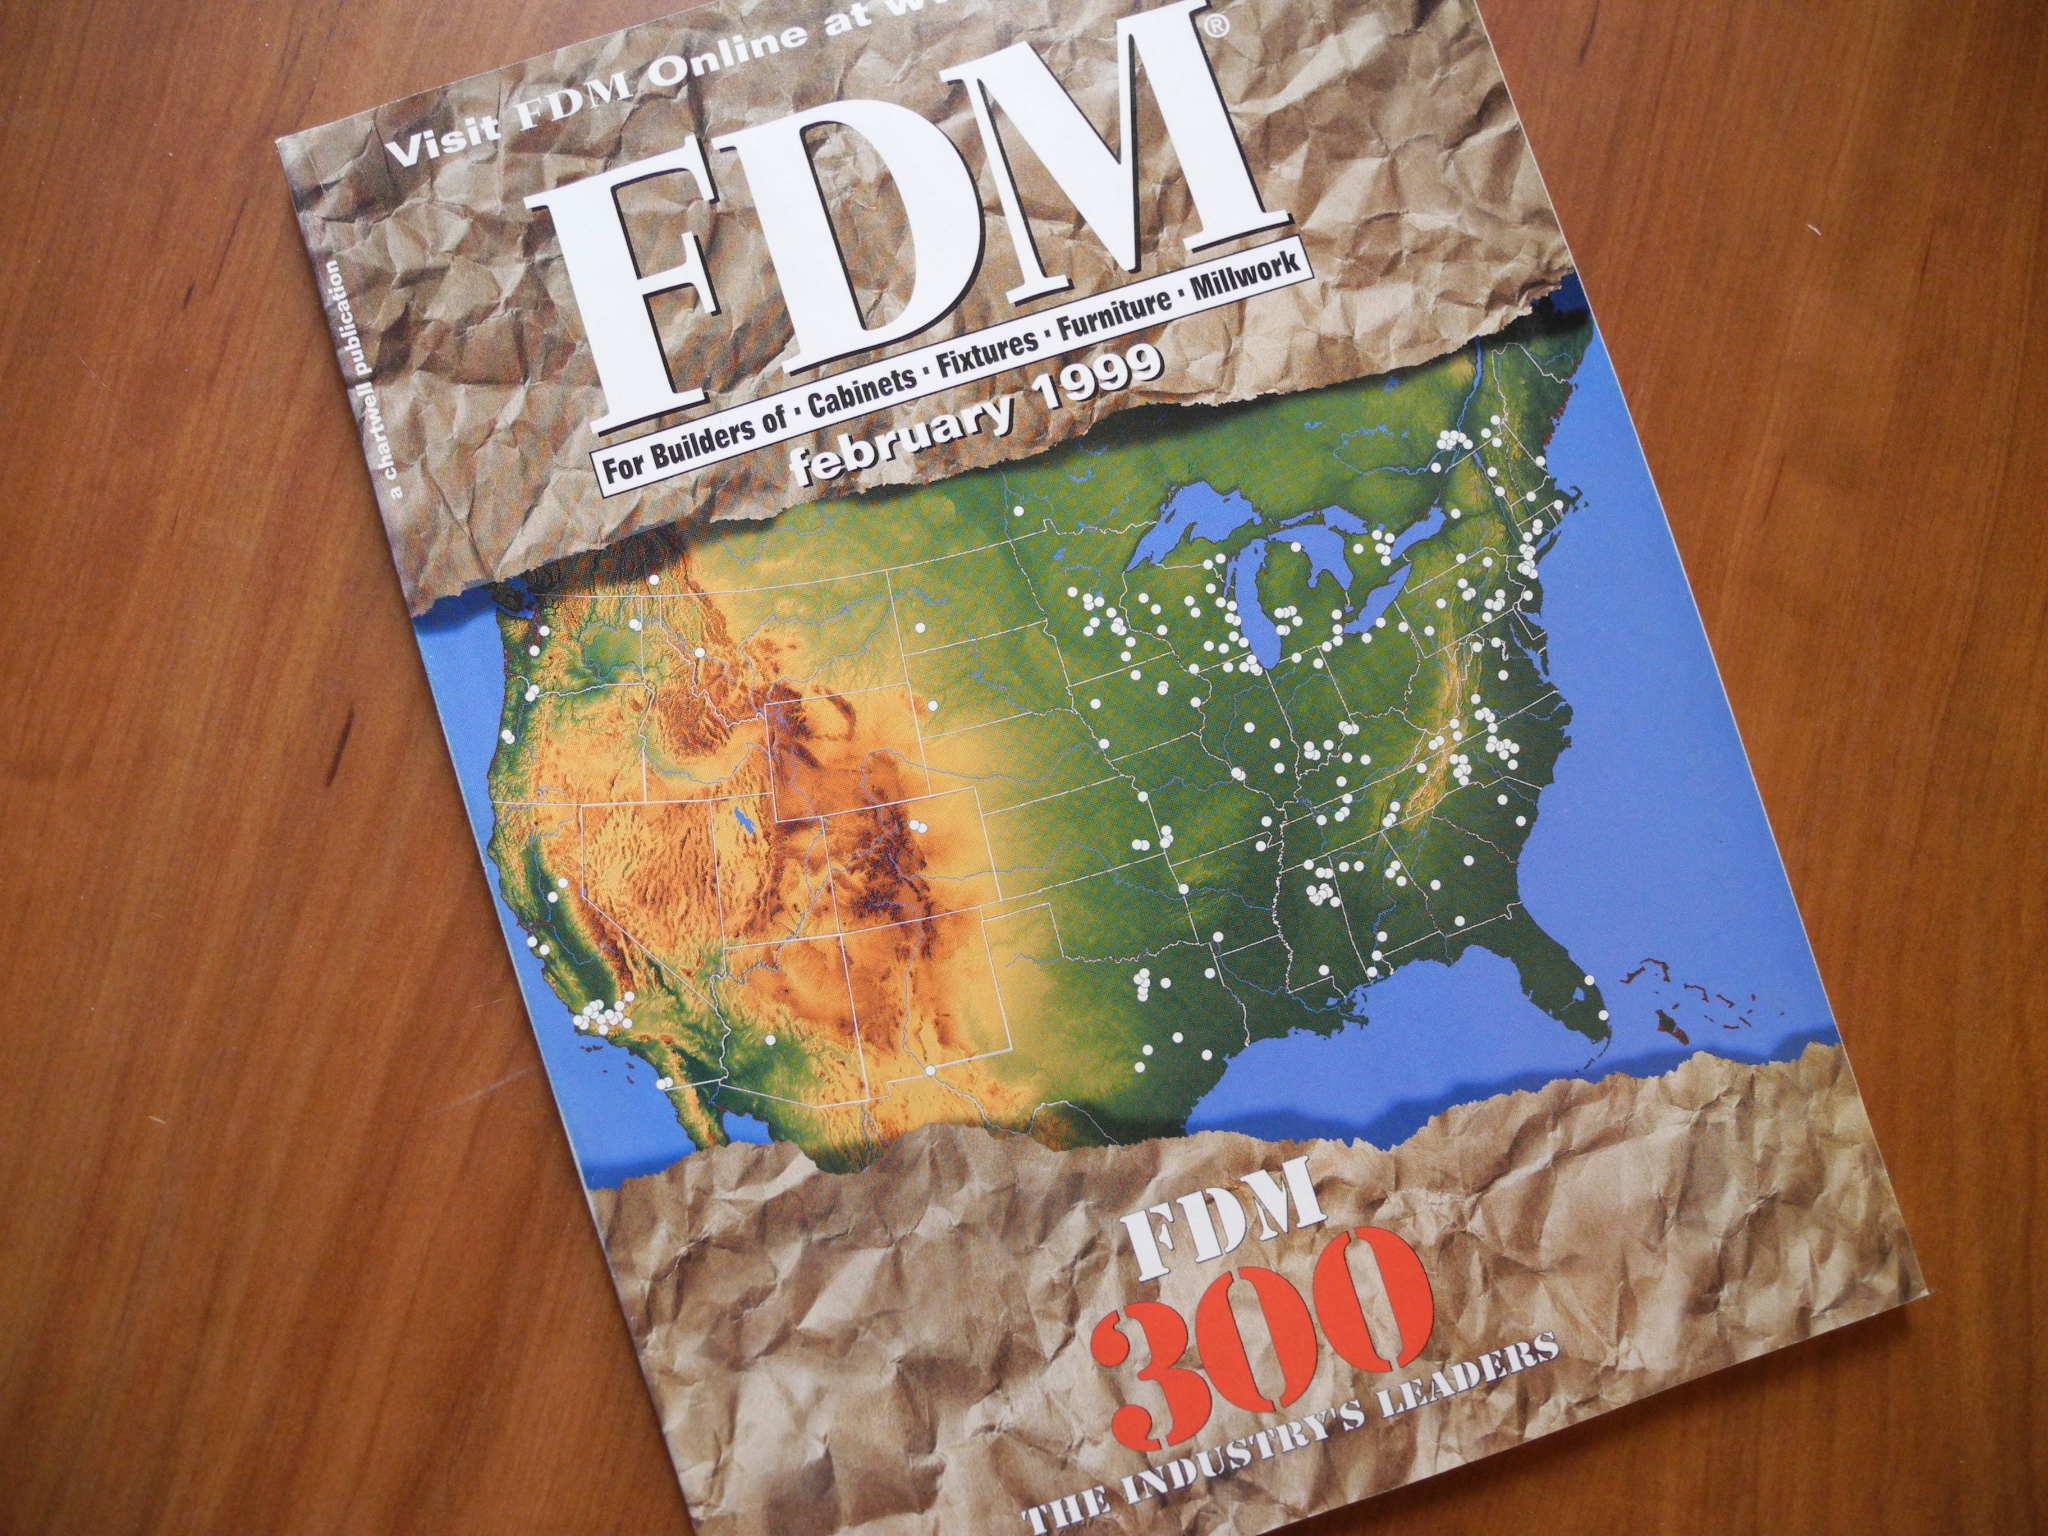 Visit FDM Online at
FDM®
For Builders of · Cabinets · Fixtures · Furniture · Millwork
february 1999
a chartwell publication
FDM
300
THE INDUSTRY'S LEADERS